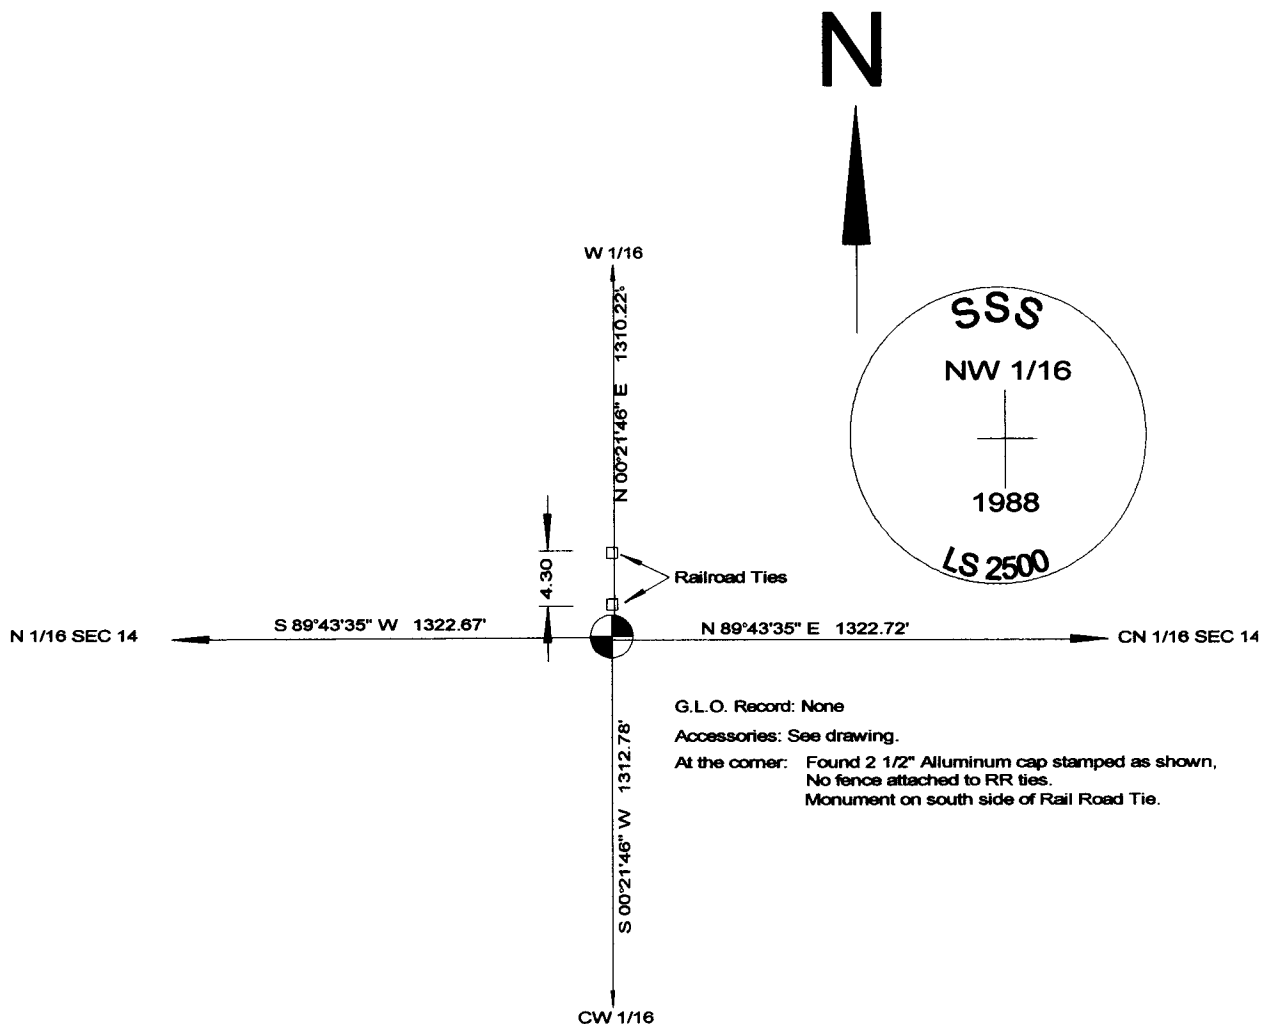 N
W 1/16
N 00°21'46" E 1310.22'
SSS
NW 1/16
1988
LS 2500
4.30
Railroad Ties
N 1/16 SEC 14
S 89°43'35" W 1322.67'
N 89°43'35" E 1322.72'
CN 1/16 SEC 14
S 00°21'46" W 1312.78'
G.L.O. Record: None
Accessories: See drawing.
At the corner: Found 2 1/2" Alluminum cap stamped as shown,
No fence attached to RR ties.
Monument on south side of Rail Road Tie.
CW 1/16